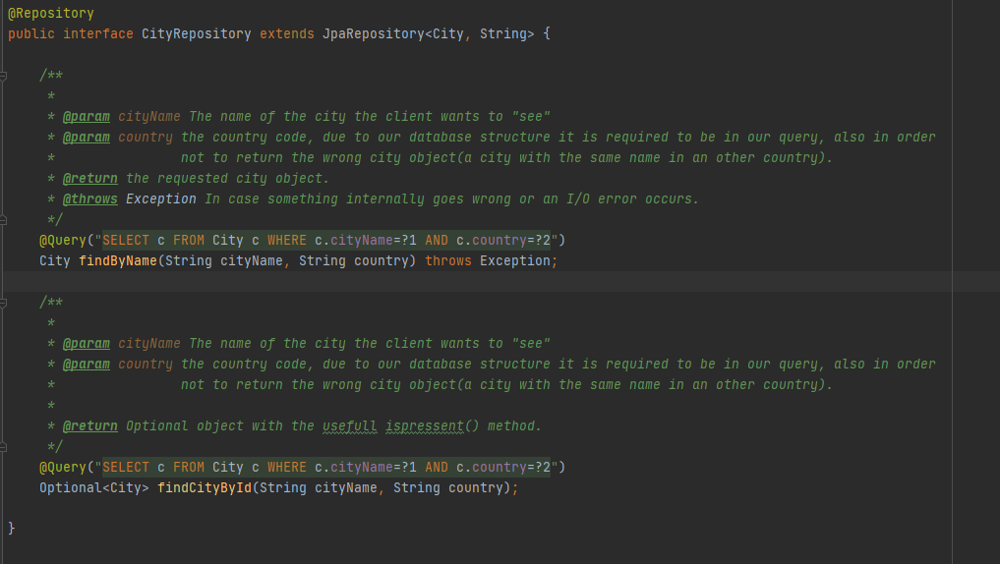 @Repository
public interface CityRepository extends JpaRepository<City, String> {
/**
*
* @param cityName The name of the city the client wants to "see"
* @param country the country code, due to our database structure it is required to be in our query, also in order
* not to return the wrong city object(a city with the same name in an other country).
* @return the requested city object.
* @throws Exception In case something internally goes wrong or an I/O error occurs.
*/
@Query("SELECT c FROM City c WHERE c.cityName=?1 AND c.country=?2")
City findByName(String cityName, String country) throws Exception;
/**
*
* @param cityName The name of the city the client wants to "see"
* @param country the country code, due to our database structure it is required to be in our query, also in order
* not to return the wrong city object(a city with the same name in an other country).
*
* @return Optional object with the usefull ispressent() method.
*/
@Query("SELECT c FROM City c WHERE c.cityName=?1 AND c.country=?2")
Optional<City> findCityById(String cityName, String country);
}